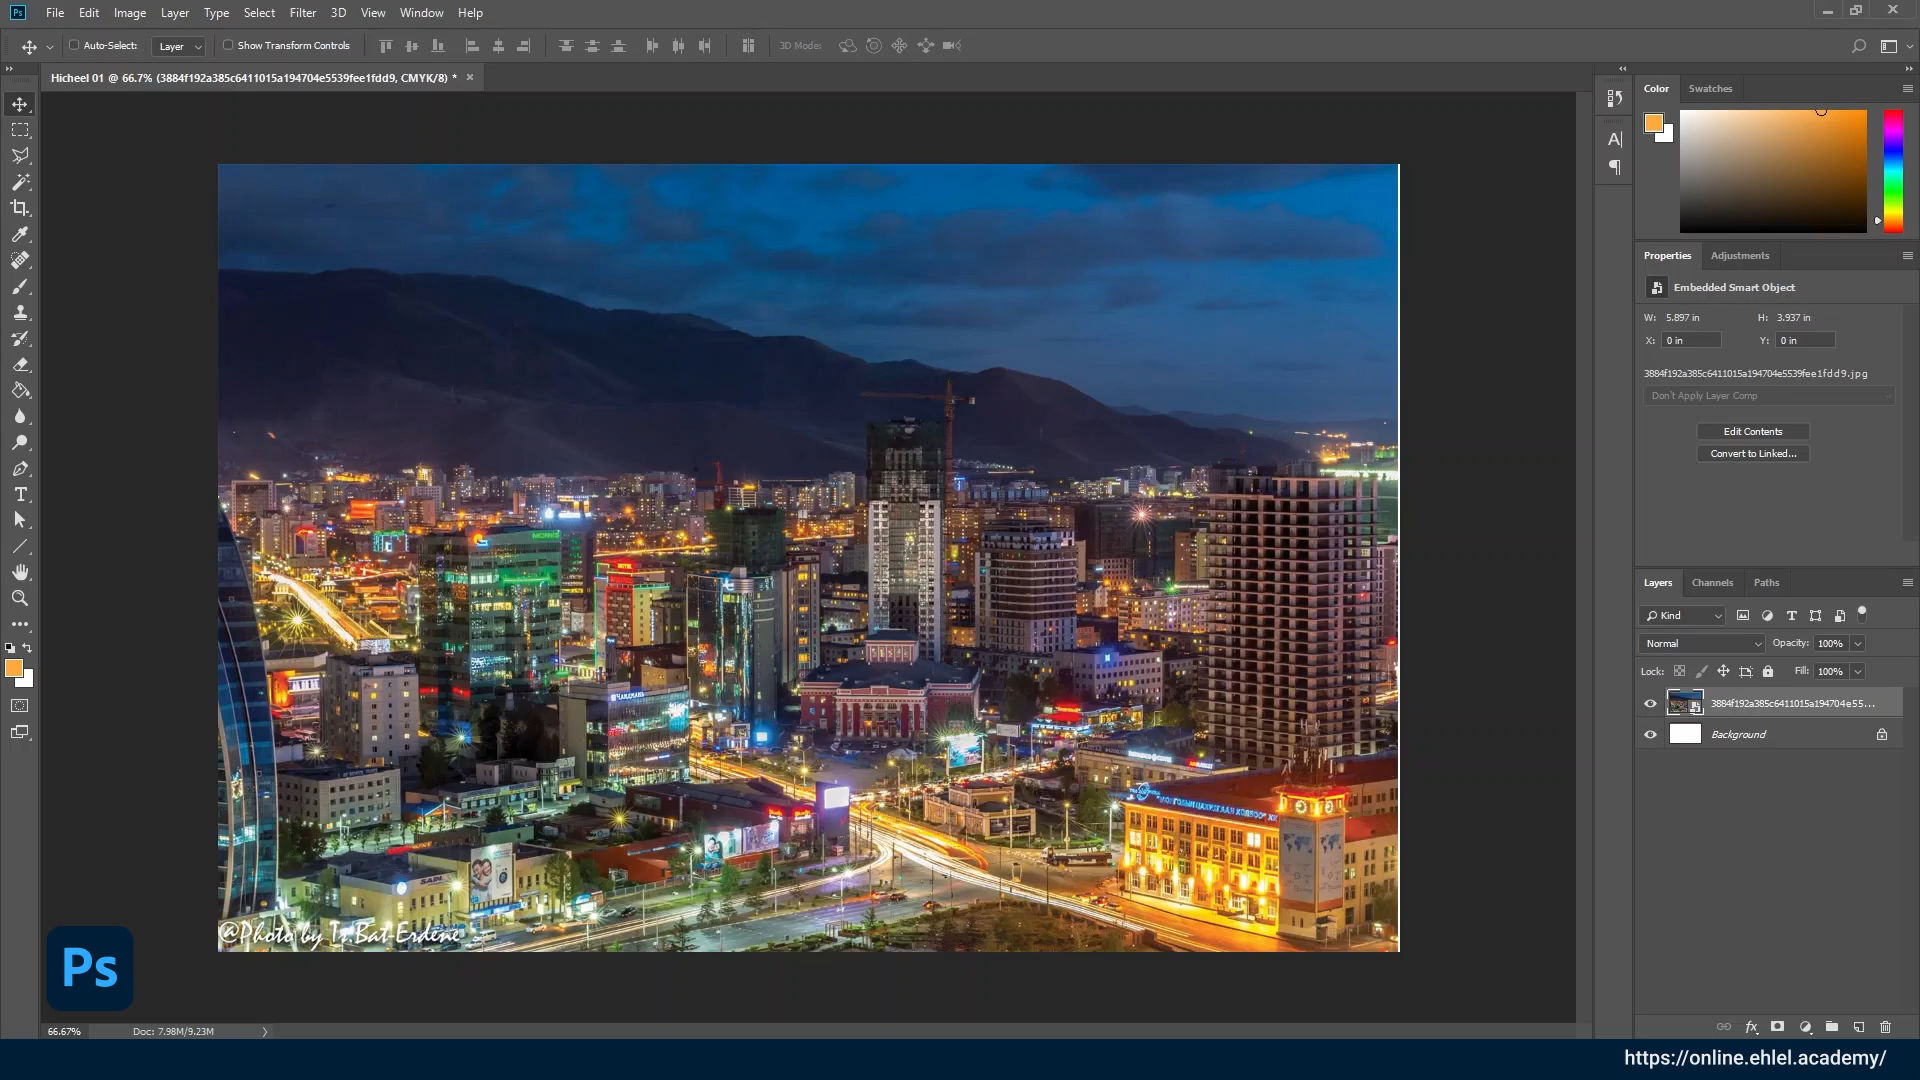 Ps File Edit Image Layer Type Select Filter 3D View Window Help
Auto-Select: Layer Show Transform Controls 3D Mode:
Hicheel 01 @ 66.7% (3884f192a385c6411015a194704e5539fee1fdd9, CMYK/8) *
Color Swatches
Properties Adjustments
Embedded Smart Object
W: 5.897 in H: 3.937 in
X: 0 in Y: 0 in
3884f192a385c6411015a194704e5539fee1fdd9.jpg
Don't Apply Layer Comp
Edit Contents
Convert to Linked...
Layers Channels Paths
Kind
Normal Opacity: 100%
Lock: Fill: 100%
3884f192a385c6411015a194704e55...
Background
@Photo by Ts.Bat-Erdene
Ps
66.67% Doc: 7.98M/9.23M
https://online.ehlel.academy/